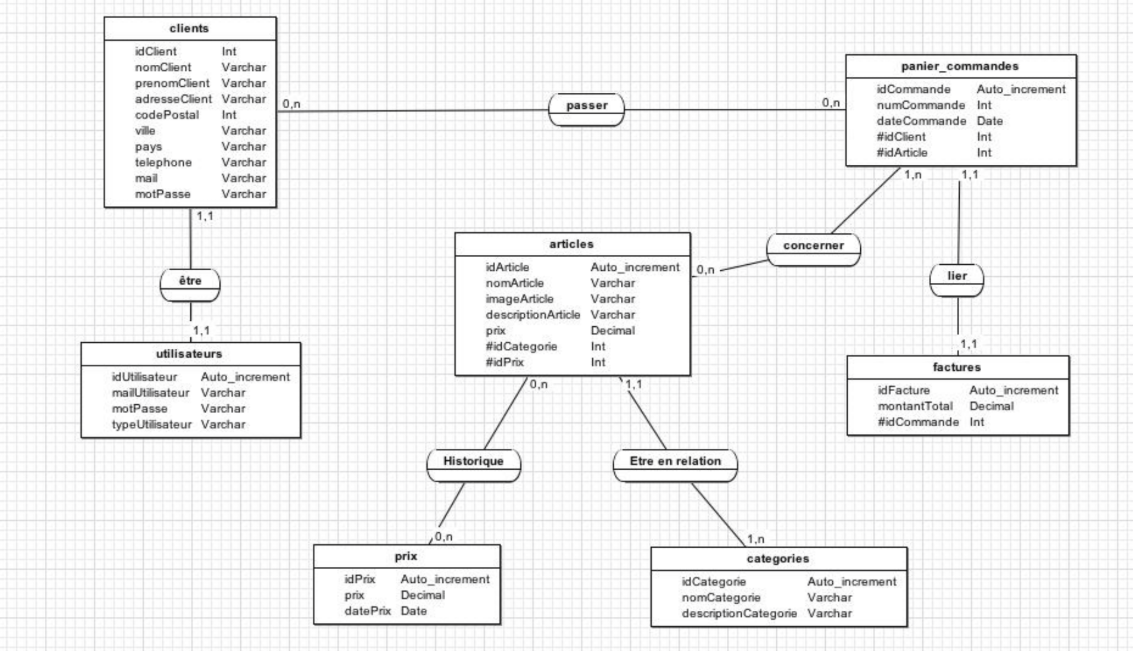 clients
idClient Int
nomClient Varchar
prenomClient Varchar
adresseClient Varchar
codePostal Int
ville Varchar
pays Varchar
telephone Varchar
mail Varchar
motPasse Varchar
0,n
passer
0,n
panier_commandes
idCommande Auto_increment
numCommande Int
dateCommande Date
#idClient Int
#idArticle Int
1,1
être
1,1
utilisateurs
idUtilisateur Auto_increment
mailUtilisateur Varchar
motPasse Varchar
typeUtilisateur Varchar
articles
idArticle Auto_increment
nomArticle Varchar
imageArticle Varchar
descriptionArticle Varchar
prix Decimal
#idCategorie Int
#idPrix Int
0,n
concerner
1,n
1,1
lier
1,1
factures
idFacture Auto_increment
montantTotal Decimal
#idCommande Int
0,n
Historique
0,n
prix
idPrix Auto_increment
prix Decimal
datePrix Date
1,1
Etre en relation
1,n
categories
idCategorie Auto_increment
nomCategorie Varchar
descriptionCategorie Varchar